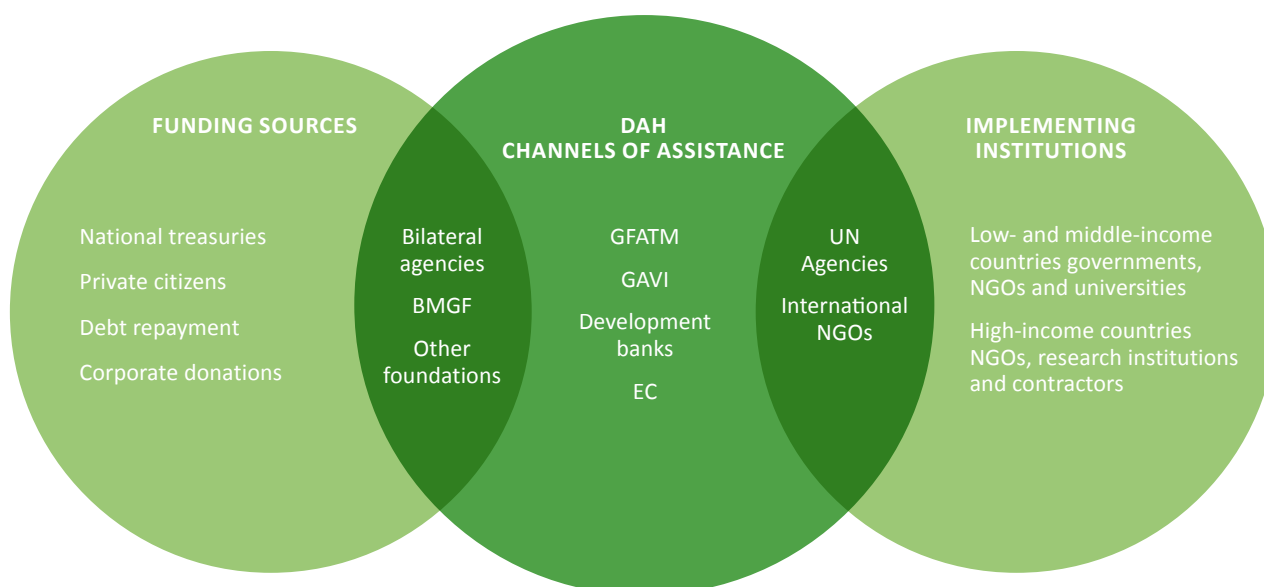 FUNDING SOURCES
National treasuries
Private citizens
Debt repayment
Corporate donations
Bilateral
agencies
BMGF
Other
foundations
DAH
CHANNELS OF ASSISTANCE
GFATM
GAVI
Development
banks
EC
UN
Agencies
International
NGOs
IMPLEMENTING
INSTITUTIONS
Low- and middle-income
countries governments,
NGOs and universities
High-income countries
NGOs, research institutions
and contractors